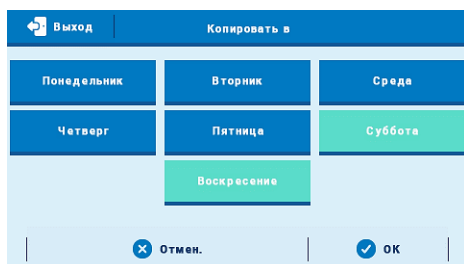 Выход Копировать в
Понедельник Вторник Среда
Четверг Пятница Суббота
Воскресение
Отмен. OK